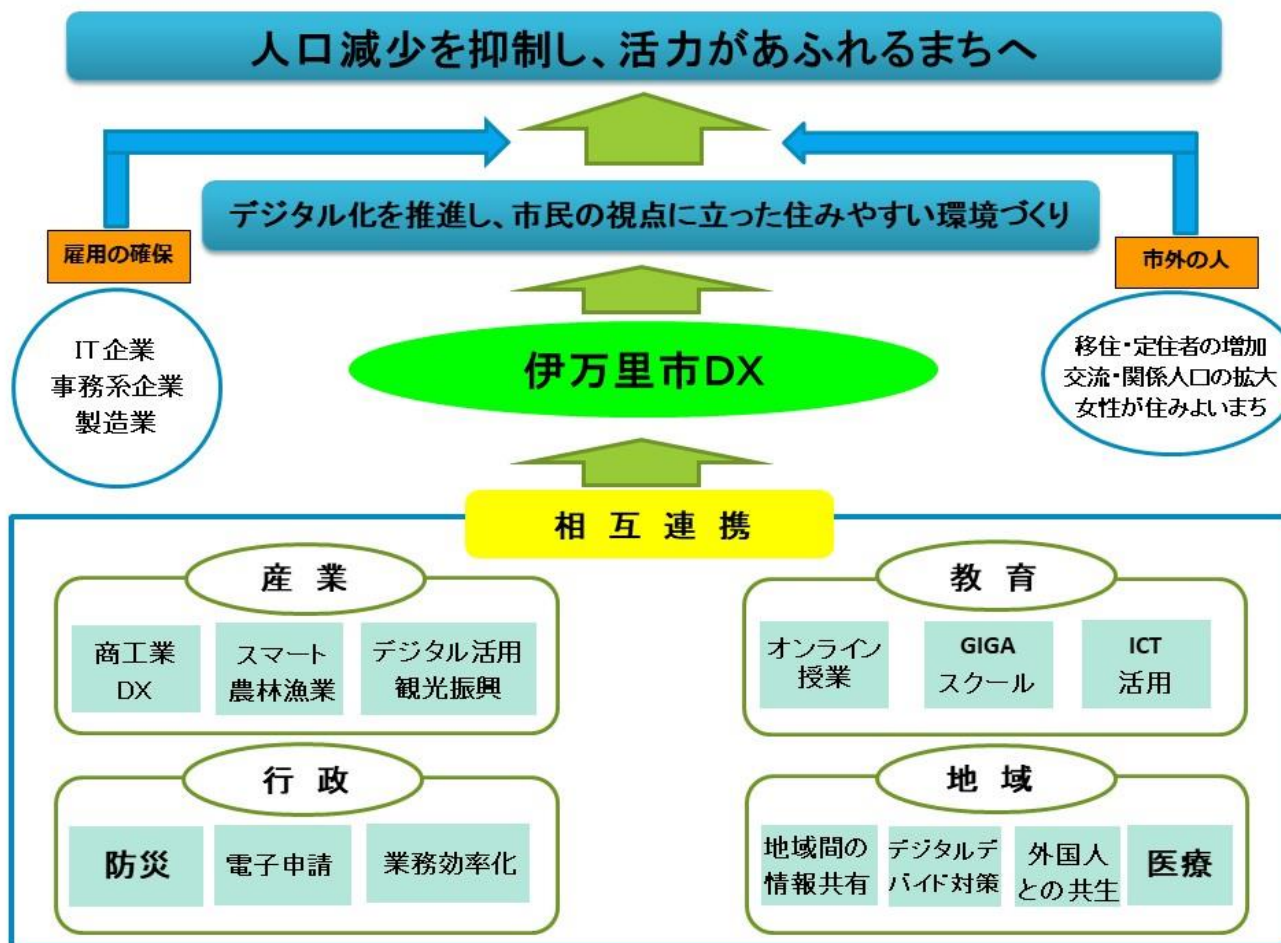 人口減少を抑制し、活力があふれるまちへ
デジタル化を推進し、市民の視点に立った住みやすい環境づくり
雇用の確保
IT企業
事務系企業
製造業
市外の人
移住・定住者の増加
交流・関係人口の拡大
女性が住みよいまち
伊万里市DX
相互連携
産業
商工業
DX
スマート
農林漁業
デジタル活用
観光振興
教育
オンライン
授業
GIGA
スクール
ICT
活用
行政
防災
電子申請
業務効率化
地域
地域間の
情報共有
デジタルデ
バイド対策
外国人
との共生
医療